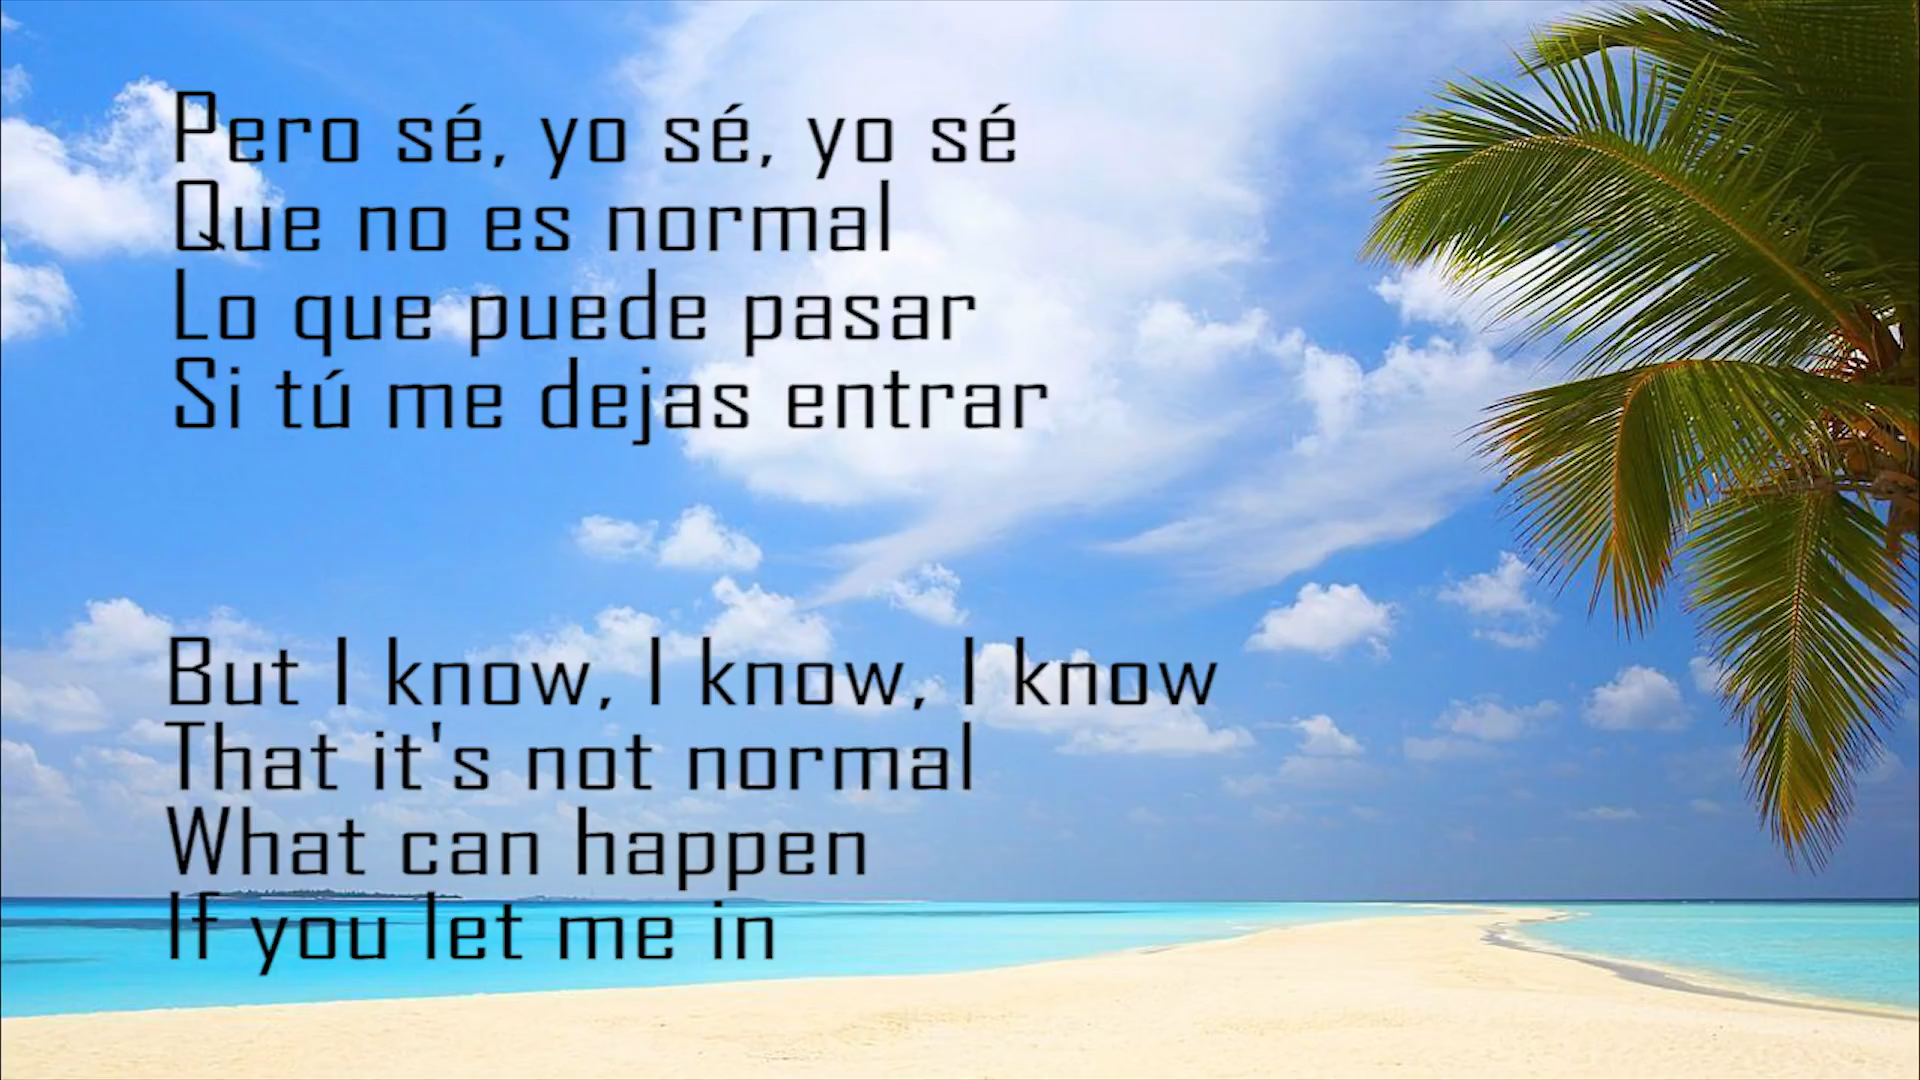 Pero sé, yo sé, yo sé
Que no es normal
Lo que puede pasar
Si tú me dejas entrar
But I know, I know, I know
That it's not normal
What can happen
If you let me in